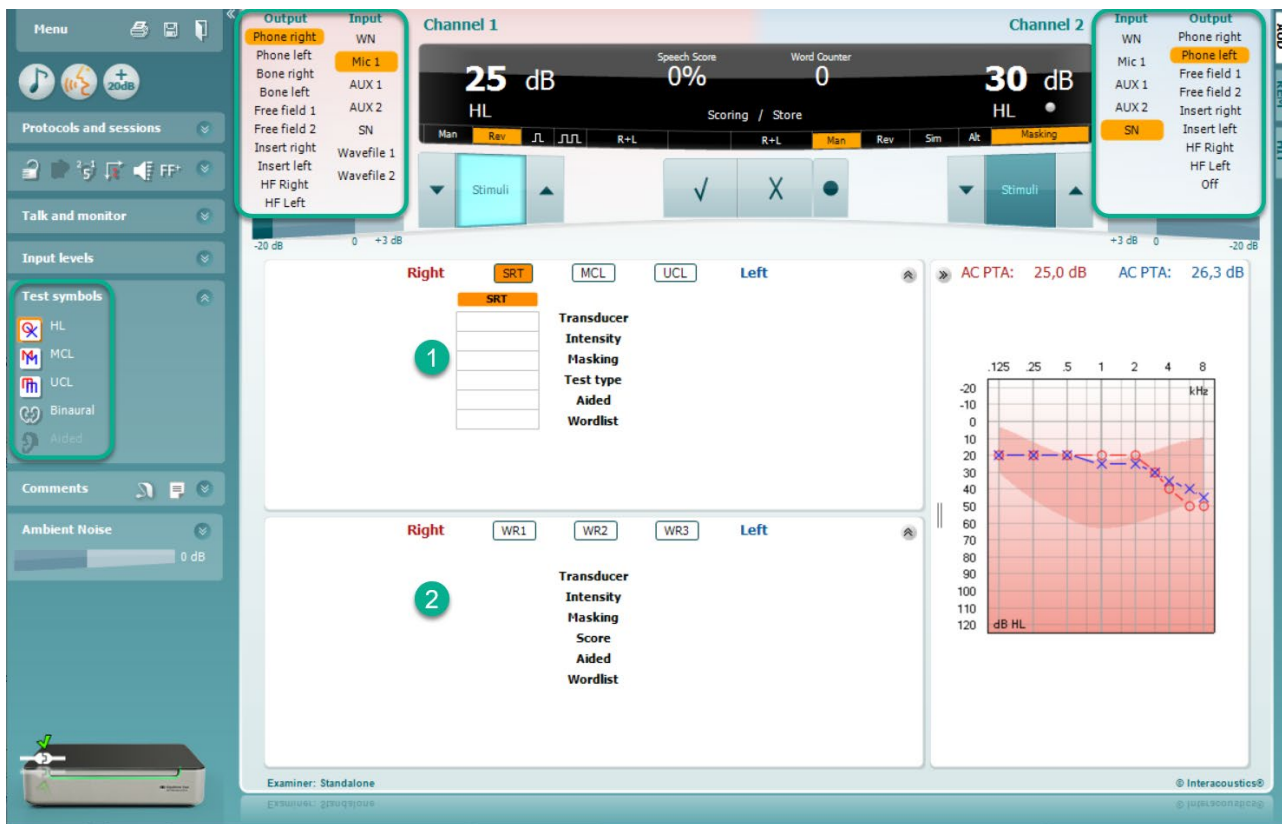 Menu
+
20dB
Protocols and sessions
FF+
Talk and monitor
Input levels
Test symbols
HL
MCL
UCL
Binaural
Aided
Comments
Ambient Noise
0 dB
Output Input
Phone right WN
Phone left Mic 1
Bone right
Bone left AUX 1
Free field 1 AUX 2
Free field 2 SN
Insert right Wavefile 1
Insert left Wavefile 2
HF Right
HF Left
Channel 1
Channel 2
25 dB
HL
Speech Score
0%
Word Counter
0
Scoring / Store
30 dB
HL
Man Rev R+L R+L Man Rev Sim Alt Masking
Stimuli
√ X
Stimuli
Input Output
WN Phone right
Mic 1 Phone left
AUX 1 Free field 1
AUX 2 Free field 2
Insert right
SN Insert left
HF Right
HF Left
Off
-20 dB 0 +3 dB
+3 dB 0 -20 dB
Right SRT MCL UCL Left
SRT
Transducer
Intensity
1
Masking
Test type
Aided
Wordlist
Right WR1 WR2 WR3 Left
Transducer
2
Intensity
Masking
Score
Aided
Wordlist
AC PTA: 25,0 dB AC PTA: 26,3 dB
.125 .25 .5 1 2 4 8
kHz
-20
-10
0
10
20
30
40
50
60
70
80
90
100
110
120
dB HL
Examiner: Standalone
© Interacoustics®